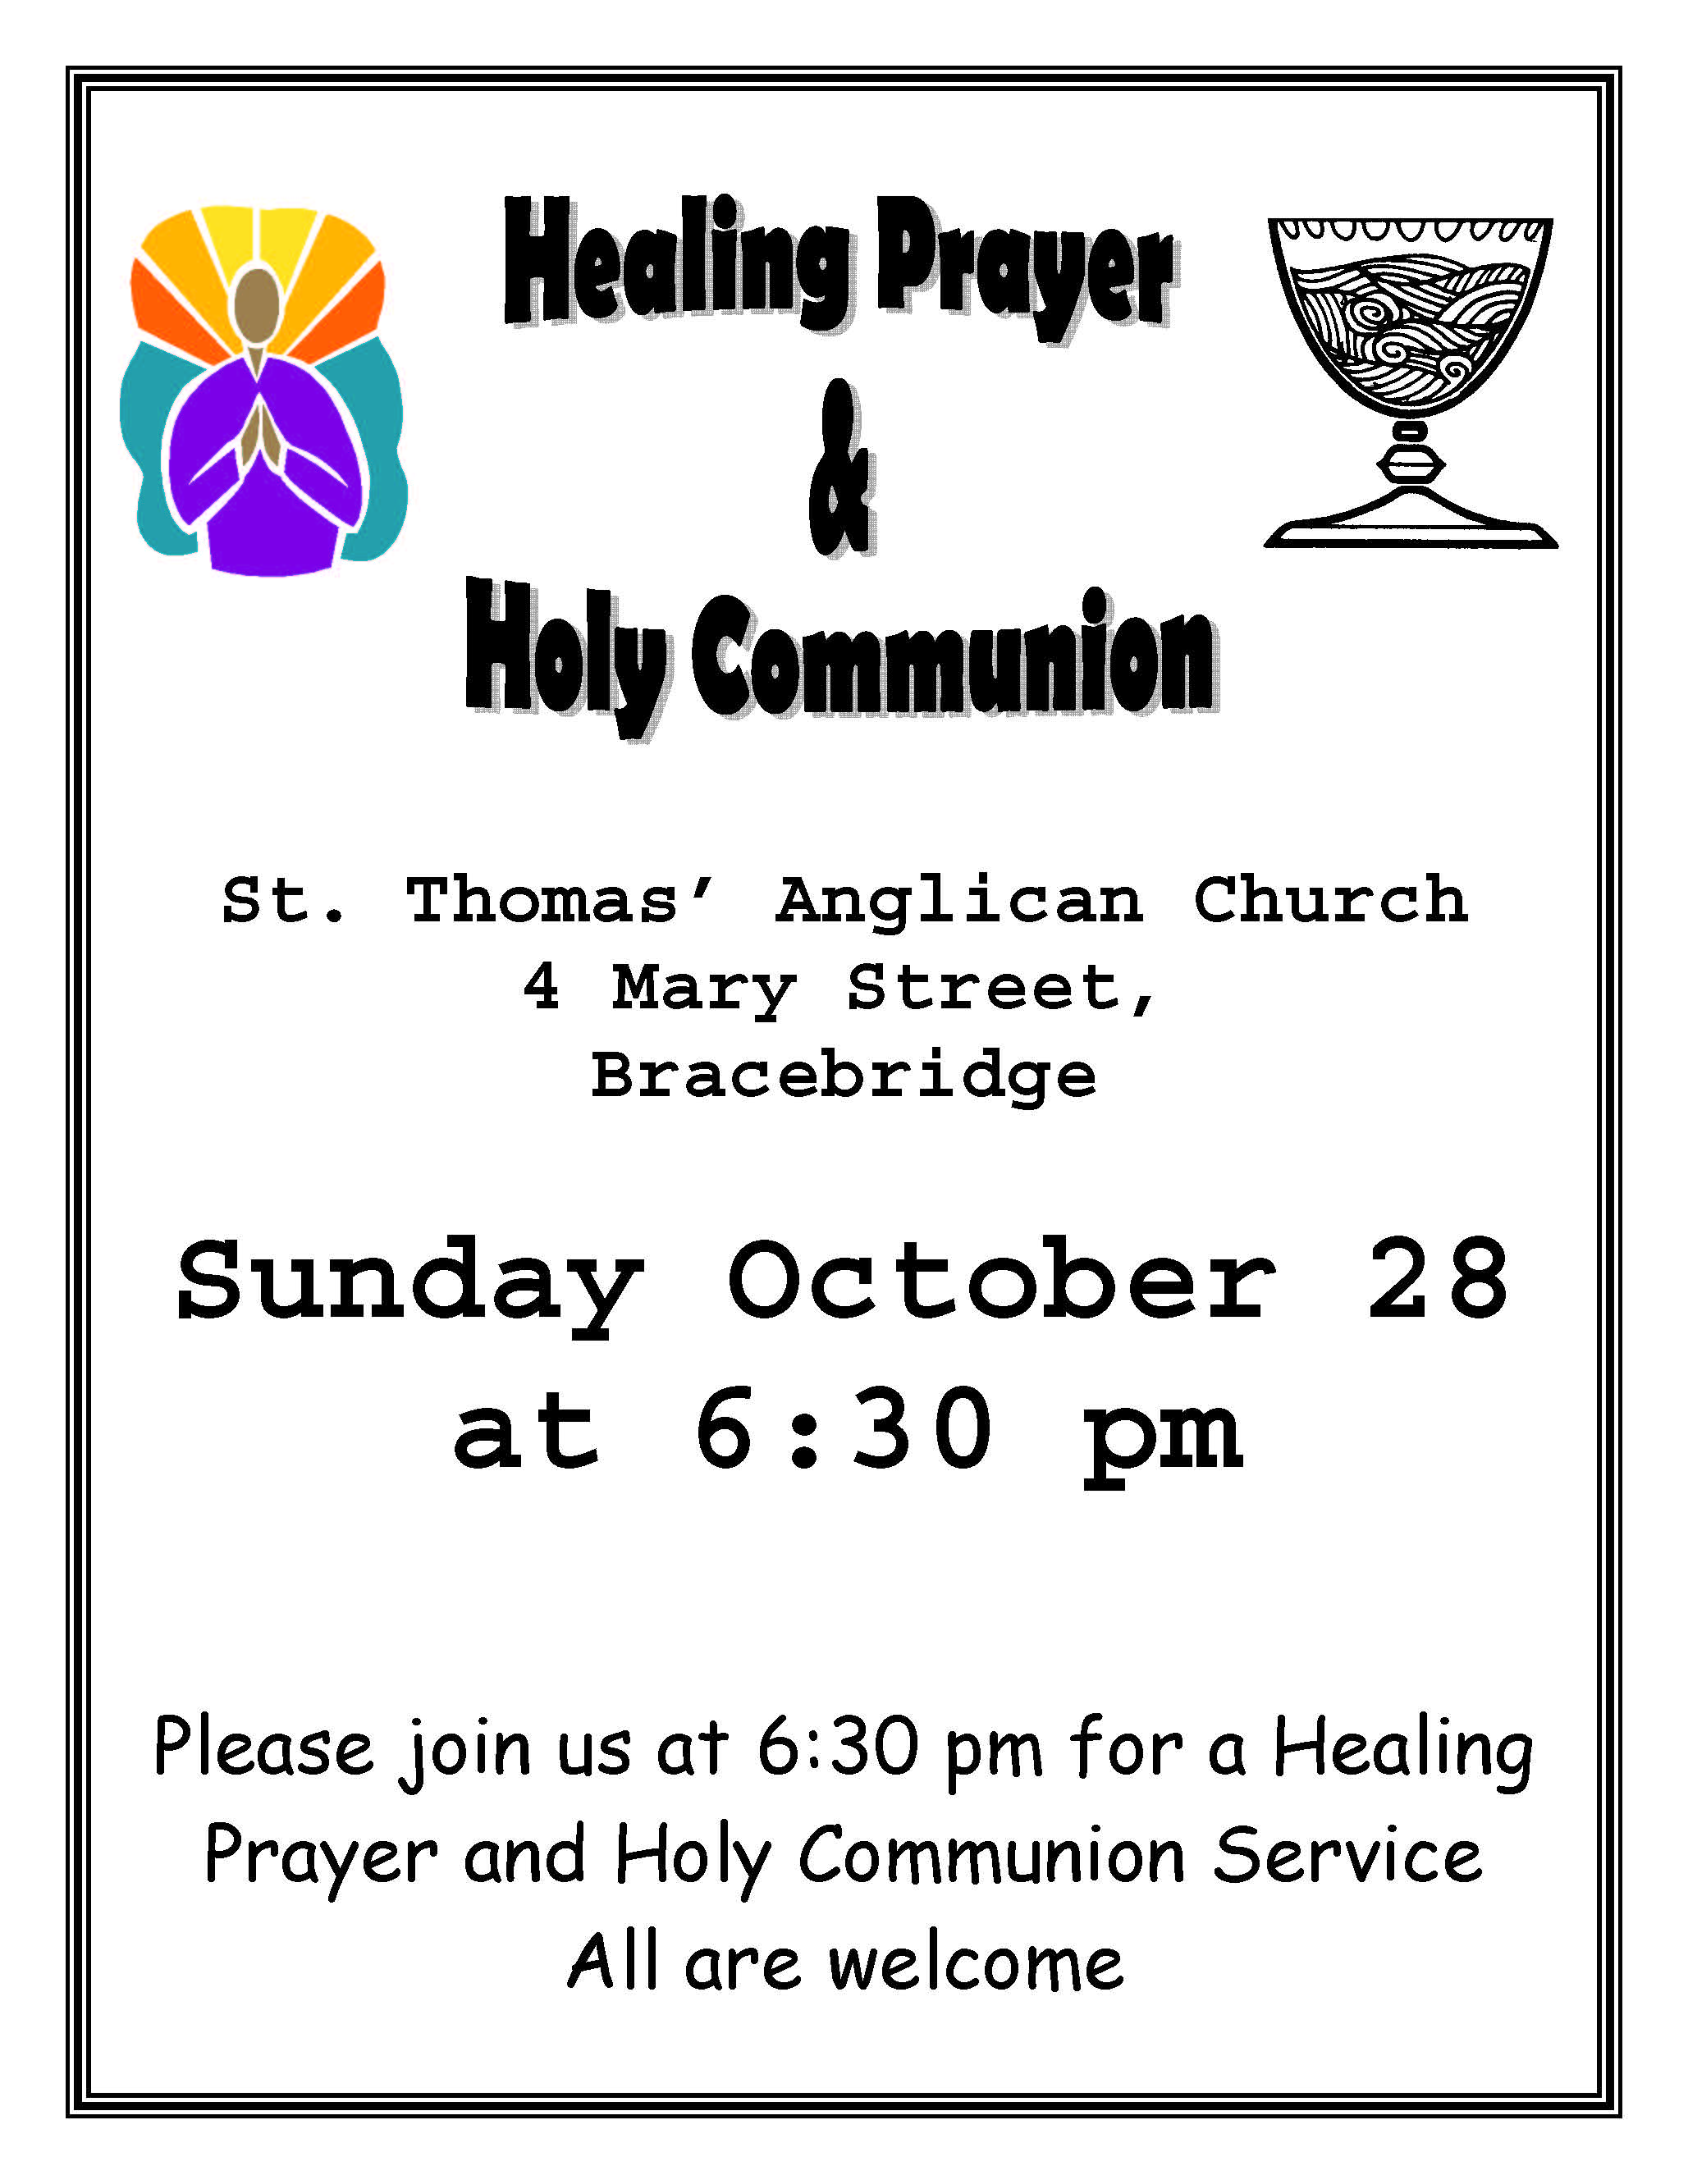 Healing Prayer
&
Holy Communion
St. Thomas’ Anglican Church
4 Mary Street,
Bracebridge
Sunday October 28
at 6:30 pm
Please join us at 6:30 pm for a Healing
Prayer and Holy Communion Service
All are welcome